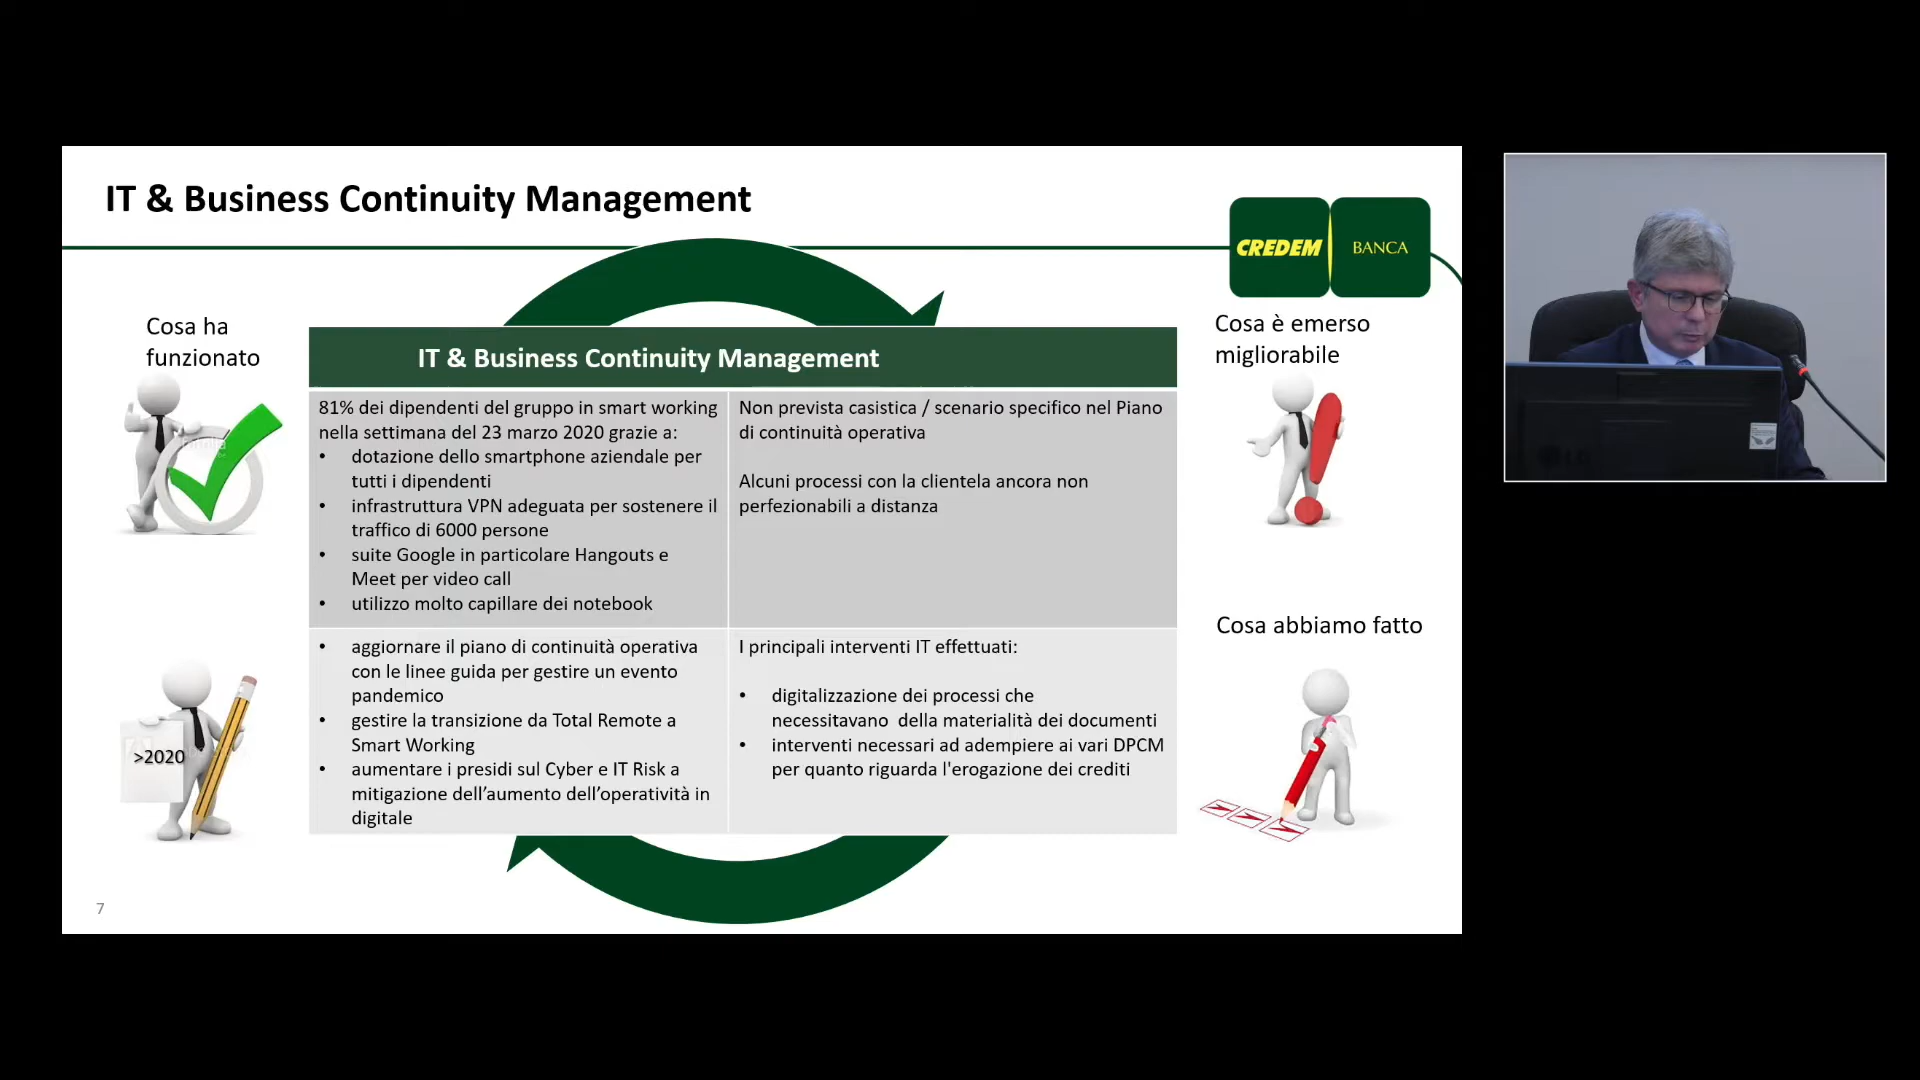 IT & Business Continuity Management
CREDEM BANCA
Cosa ha
funzionato
Cosa è emerso
migliorabile
IT & Business Continuity Management
81% dei dipendenti del gruppo in smart working
nella settimana del 23 marzo 2020 grazie a:
• dotazione dello smartphone aziendale per
tutti i dipendenti
• infrastruttura VPN adeguata per sostenere il
traffico di 6000 persone
• suite Google in particolare Hangouts e
Meet per video call
• utilizzo molto capillare dei notebook
Non prevista casistica / scenario specifico nel Piano
di continuità operativa
Alcuni processi con la clientela ancora non
perfezionabili a distanza
>2020
• aggiornare il piano di continuità operativa
con le linee guida per gestire un evento
pandemico
• gestire la transizione da Total Remote a
Smart Working
• aumentare i presidi sul Cyber e IT Risk a
mitigazione dell’aumento dell’operatività in
digitale
Cosa abbiamo fatto
I principali interventi IT effettuati:
• digitalizzazione dei processi che
necessitavano della materialità dei documenti
• interventi necessari ad adempiere ai vari DPCM
per quanto riguarda l'erogazione dei crediti
7